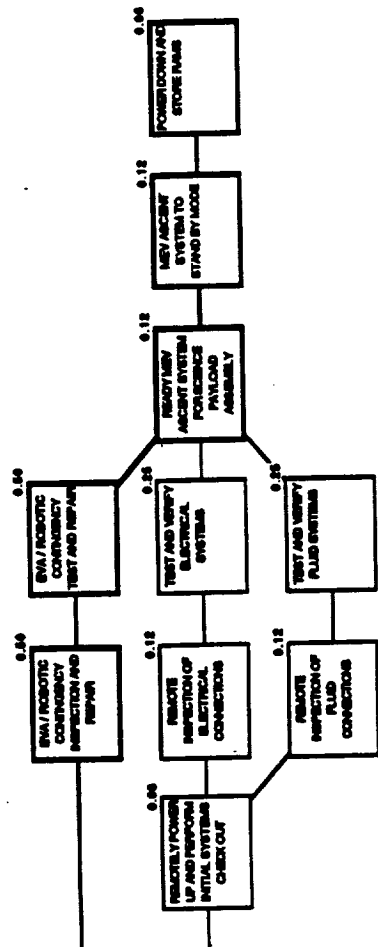 0.50
EVA / ROBOTIC
CONTINGENCY
INSPECTION AND
REPAIR
0.50
EVA / ROBOTIC
CONTINGENCY
TEST AND REPAIR
0.06
REMOTELY POWER
UP AND PERFORM
INITIAL SYSTEMS
CHECK OUT
0.12
REMOTE
INSPECTION OF
ELECTRICAL
CONNECTIONS
0.25
TEST AND VERIFY
ELECTRICAL
SYSTEMS
0.12
READY MEV
ASCENT SYSTEM
FOR SCIENCE
PAYLOAD
ASSEMBLY
0.12
MEV ASCENT
SYSTEM TO
STAND BY MODE
0.06
POWER DOWN AND
STORE RAMS
0.12
REMOTE
INSPECTION OF
FLUID
CONNECTIONS
0.25
TEST AND VERIFY
FLUID SYSTEMS